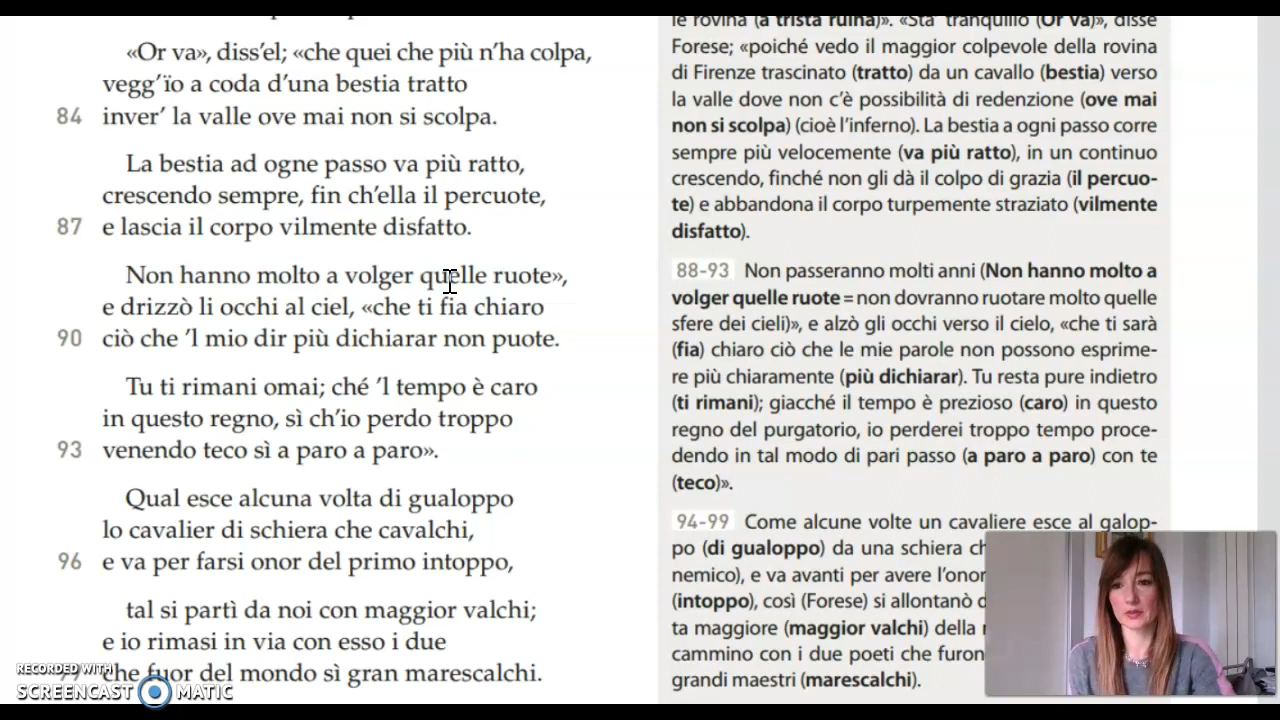 «Or va», diss'el; «che quei che più n'ha colpa,
vegg'ïo a coda d'una bestia tratto
84 inver' la valle ove mai non si scolpa.
La bestia ad ogne passo va più ratto,
crescendo sempre, fin ch'ella il percuote,
87 e lascia il corpo vilmente disfatto.
Non hanno molto a volger quelle ruote»,
e drizzò li occhi al ciel, «che ti fia chiaro
90 ciò che 'l mio dir più dichiarar non puote.
Tu ti rimani omai; ché 'l tempo è caro
in questo regno, sì ch'io perdo troppo
93 venendo teco sì a paro a paro».
Qual esce alcuna volta di gualoppo
lo cavalier di schiera che cavalchi,
96 e va per farsi onor del primo intoppo,
tal si partì da noi con maggior valchi;
e io rimasi in via con esso i due
che fuor del mondo sì gran marescalchi.
le rovina (a trista ruina)». «Sta' tranquillo (Or va)», disse
Forese; «poiché vedo il maggior colpevole della rovina
di Firenze trascinato (tratto) da un cavallo (bestia) verso
la valle dove non c'è possibilità di redenzione (ove mai
non si scolpa) (cioè l'inferno). La bestia a ogni passo corre
sempre più velocemente (va più ratto), in un continuo
crescendo, finché non gli dà il colpo di grazia (il percuo-
te) e abbandona il corpo turpemente straziato (vilmente
disfatto).
88-93 Non passeranno molti anni (Non hanno molto a
volger quelle ruote = non dovranno ruotare molto quelle
sfere dei cieli)», e alzò gli occhi verso il cielo, «che ti sarà
(fia) chiaro ciò che le mie parole non possono esprime-
re più chiaramente (più dichiarar). Tu resta pure indietro
(ti rimani); giacché il tempo è prezioso (caro) in questo
regno del purgatorio, io perderei troppo tempo proce-
dendo in tal modo di pari passo (a paro a paro) con te
(teco)».
94-99 Come alcune volte un cavaliere esce al galop-
po (di gualoppo) da una schiera
nemico), e va avanti per avere l'onor
(intoppo), così (Forese) si allontanò
ta maggiore (maggior valchi) della
cammino con i due poeti che furon
grandi maestri (marescalchi).
RECORDED WITH
SCREENCAST MATIC